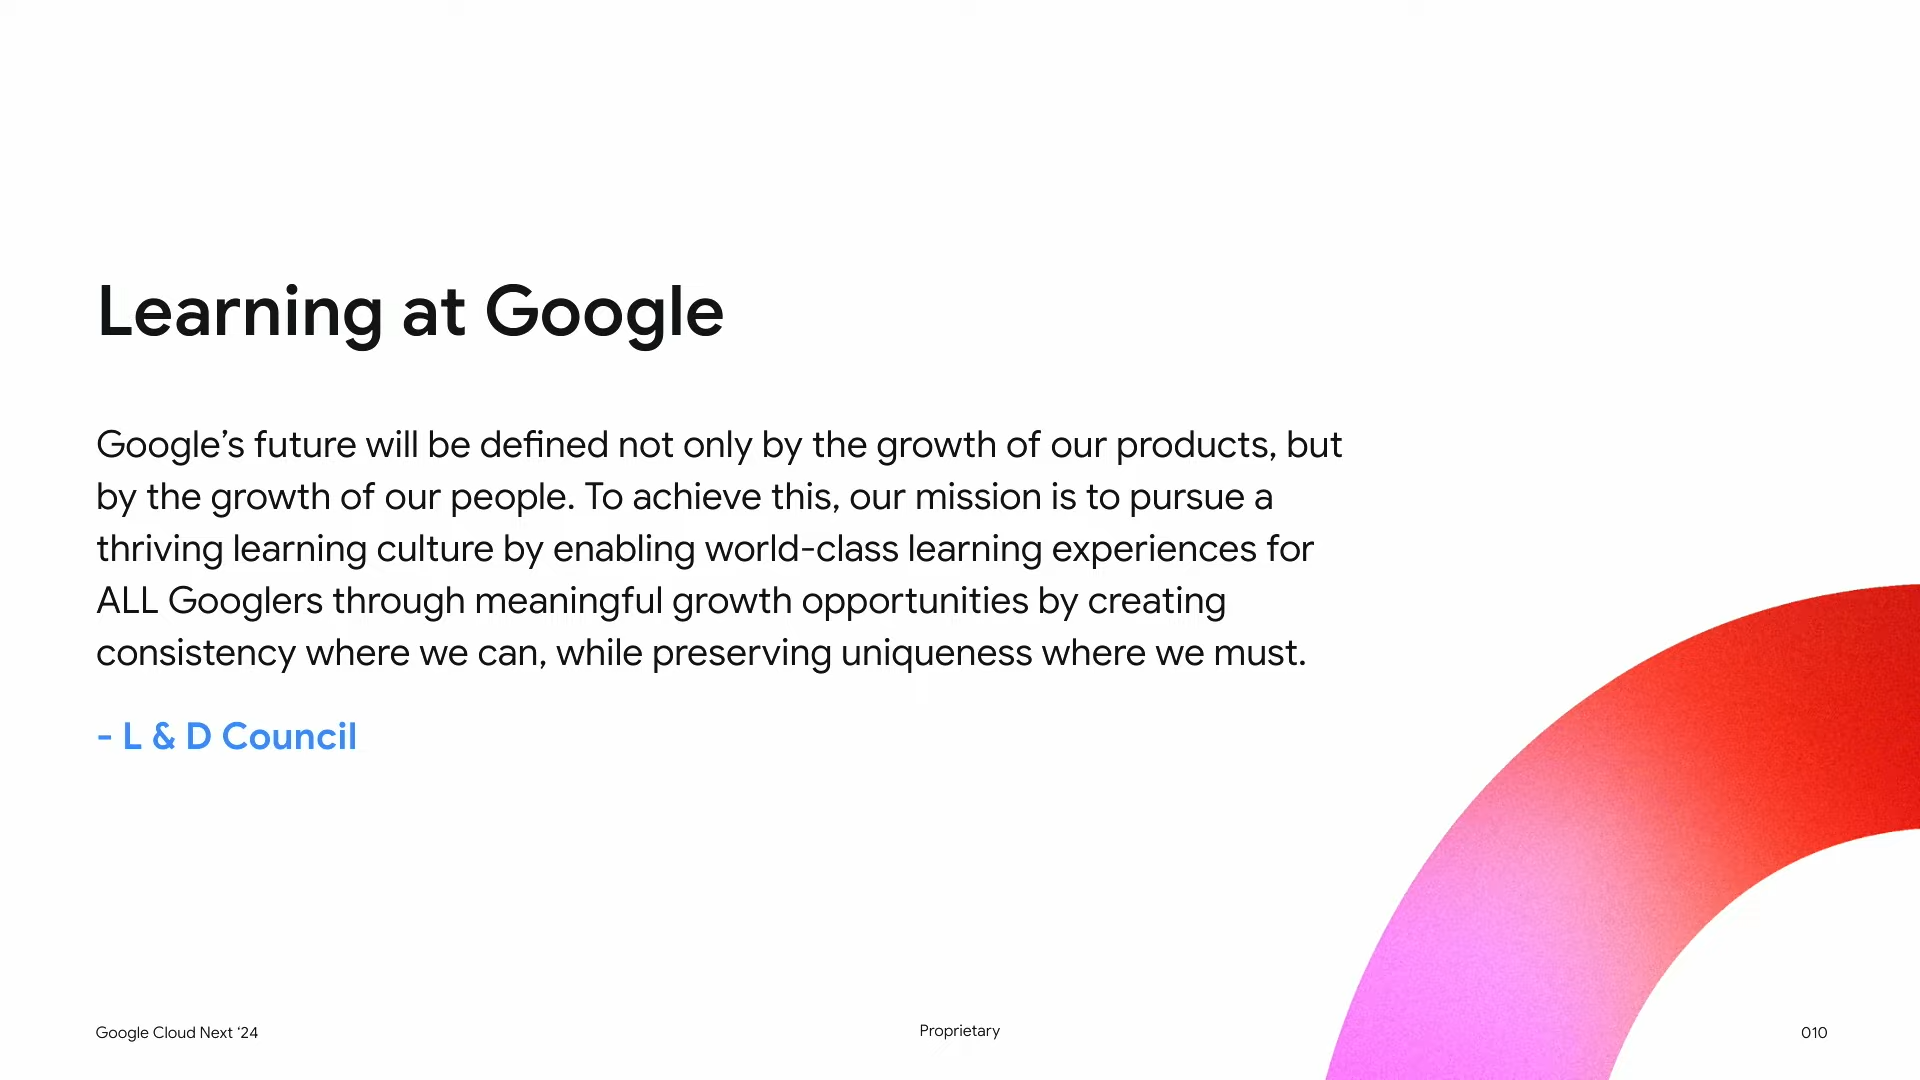 Learning at Google
Google’s future will be defined not only by the growth of our products, but
by the growth of our people. To achieve this, our mission is to pursue a
thriving learning culture by enabling world-class learning experiences for
ALL Googlers through meaningful growth opportunities by creating
consistency where we can, while preserving uniqueness where we must.
- L & D Council
Google Cloud Next ‘24
Proprietary
010